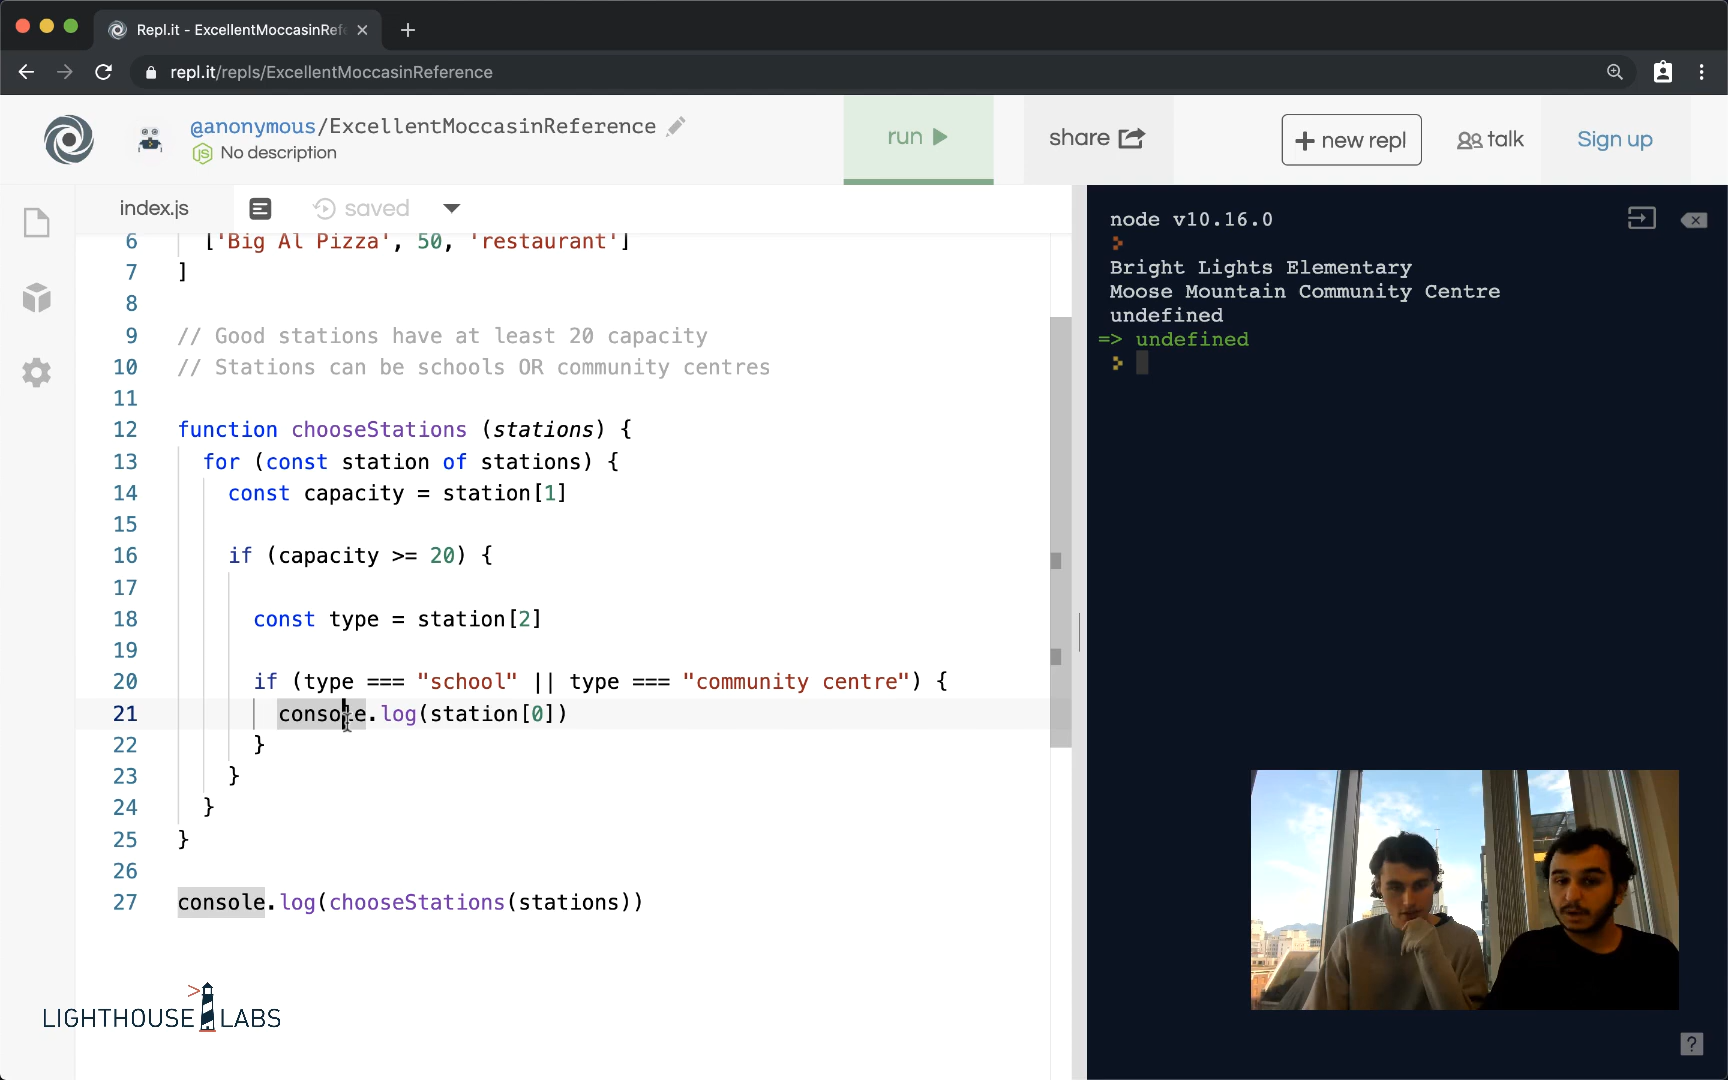 Repl.it - ExcellentMoccasinRef
repl.it/repls/ExcellentMoccasinReference
@anonymous/ExcellentMoccasinReference
No description
run
share
+ new repl
talk
Sign up
index.js
saved
6 ['Big Al Pizza', 50, 'restaurant']
7 ]
8
9 // Good stations have at least 20 capacity
10 // Stations can be schools OR community centres
11
12 function chooseStations (stations) {
13 for (const station of stations) {
14 const capacity = station[1]
15
16 if (capacity >= 20) {
17
18 const type = station[2]
19
20 if (type === "school" || type === "community centre") {
21 console.log(station[0])
22 }
23 }
24 }
25 }
26
27 console.log(chooseStations(stations))
node v10.16.0
Bright Lights Elementary
Moose Mountain Community Centre
undefined
=> undefined
LIGHTHOUSE LABS
?